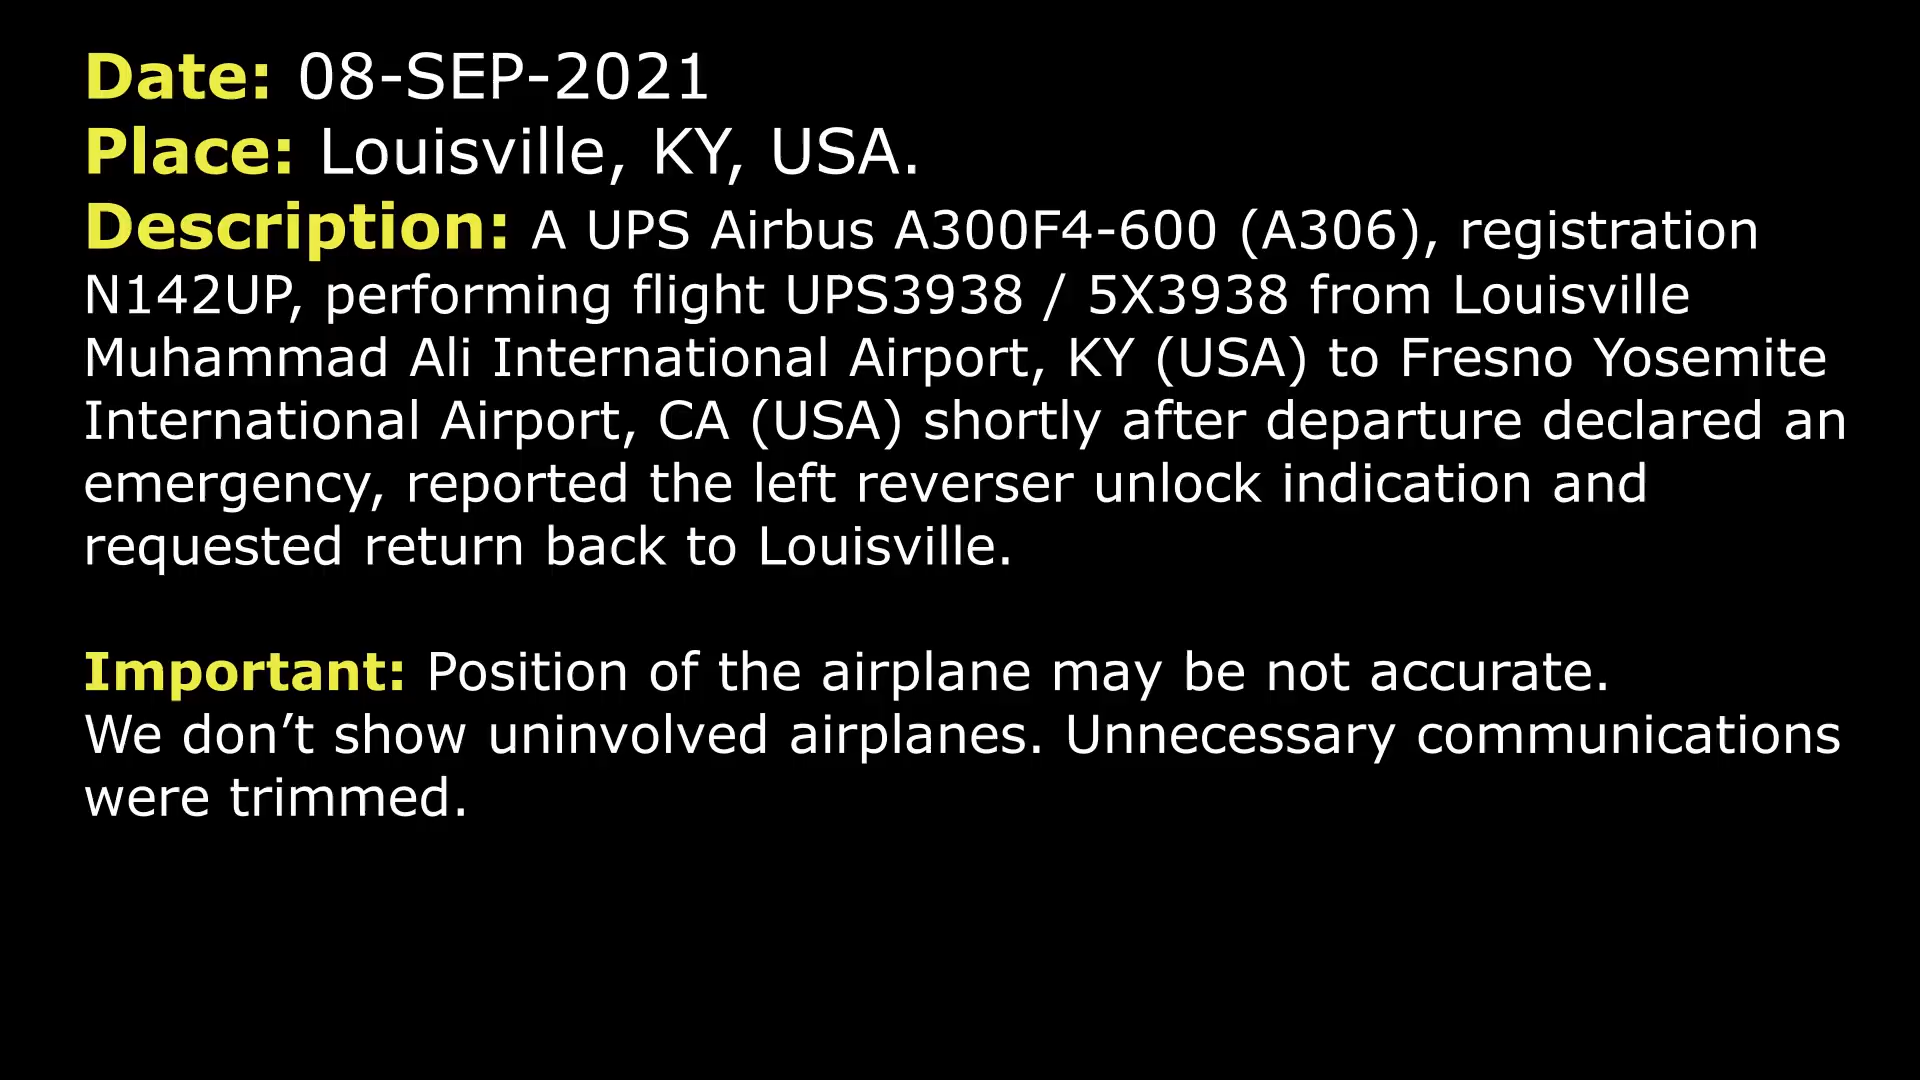 Date: 08-SEP-2021
Place: Louisville, KY, USA.
Description: A UPS Airbus A300F4-600 (A306), registration
N142UP, performing flight UPS3938 / 5X3938 from Louisville
Muhammad Ali International Airport, KY (USA) to Fresno Yosemite
International Airport, CA (USA) shortly after departure declared an
emergency, reported the left reverser unlock indication and
requested return back to Louisville.
Important: Position of the airplane may be not accurate.
We don’t show uninvolved airplanes. Unnecessary communications
were trimmed.